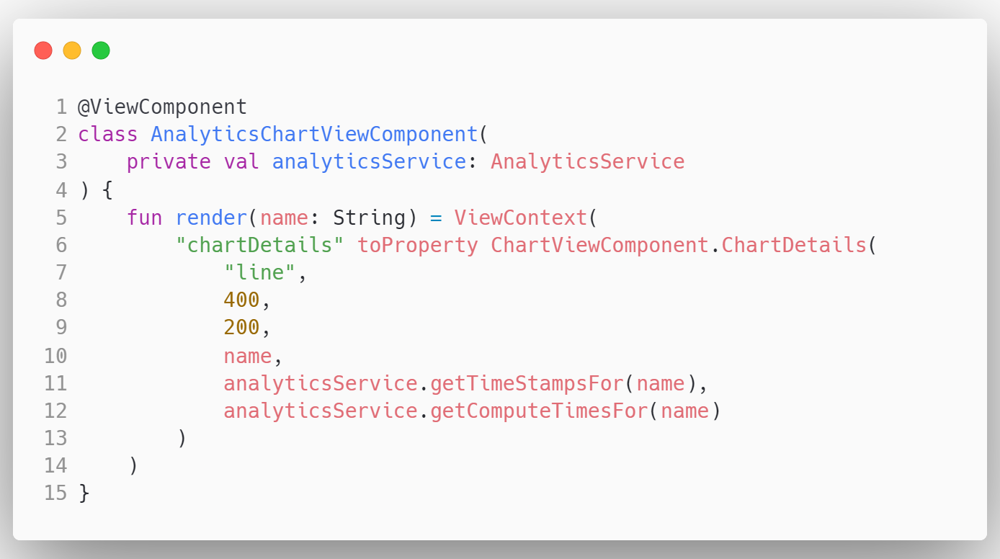 1 @ViewComponent
2 class AnalyticsChartViewComponent(
3     private val analyticsService: AnalyticsService
4 ) {
5     fun render(name: String) = ViewContext(
6         "chartDetails" toProperty ChartViewComponent.ChartDetails(
7             "line",
8             400,
9             200,
10             name,
11             analyticsService.getTimeStampsFor(name),
12             analyticsService.getComputeTimesFor(name)
13         )
14     )
15 }